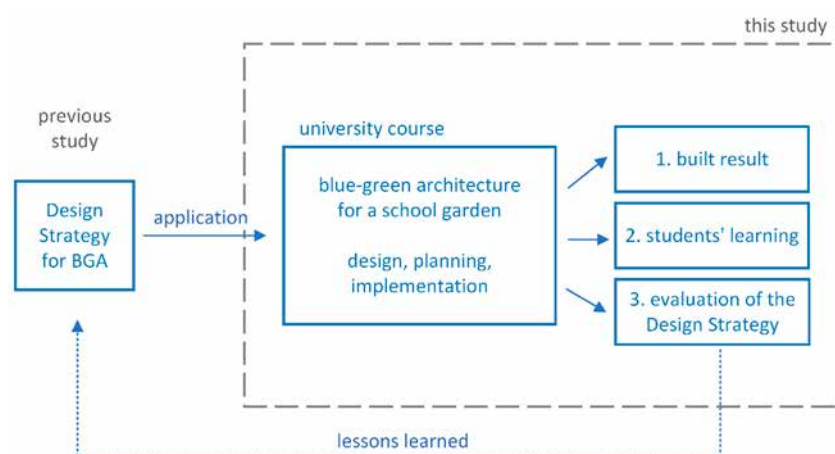 this study
previous
study
university course
Design
Strategy
for BGA
application
blue-green architecture
for a school garden
design, planning,
implementation
1. built result
2. students' learning
3. evaluation of the
Design Strategy
lessons learned